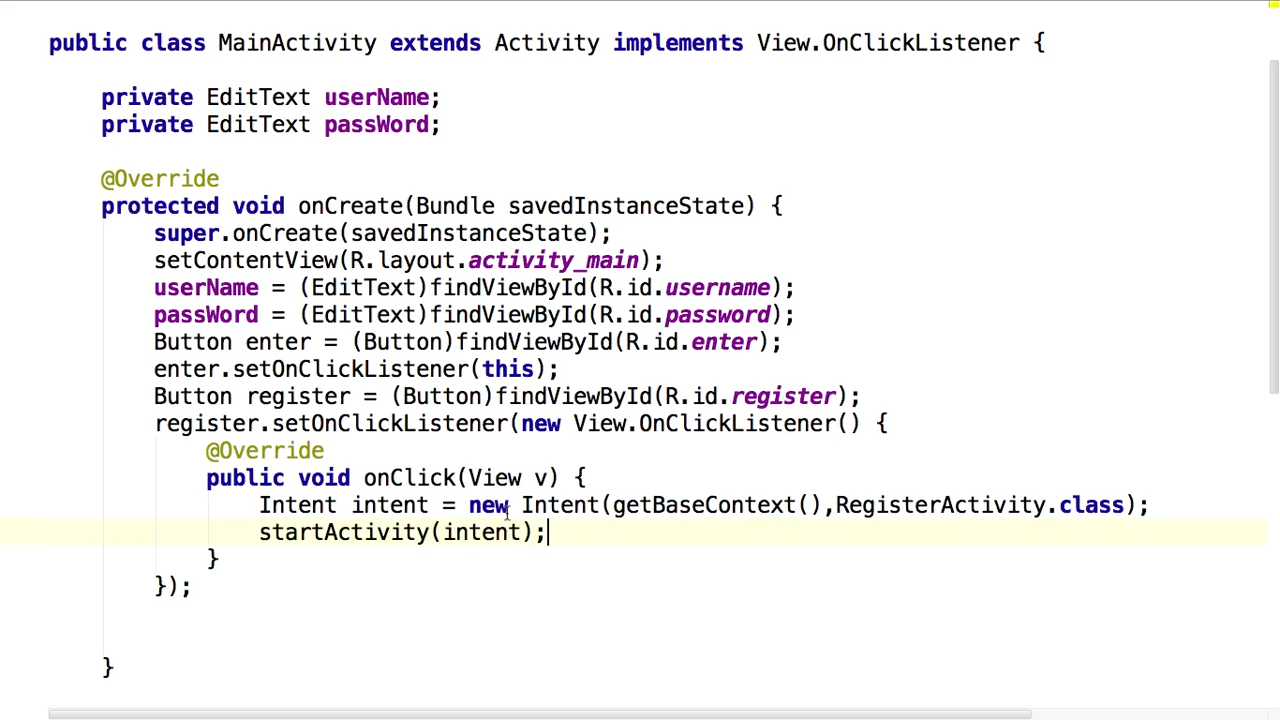 public class MainActivity extends Activity implements View.OnClickListener {
private EditText userName;
private EditText passWord;
@Override
protected void onCreate(Bundle savedInstanceState) {
super.onCreate(savedInstanceState);
setContentView(R.layout.activity_main);
userName = (EditText)findViewById(R.id.username);
passWord = (EditText)findViewById(R.id.password);
Button enter = (Button)findViewById(R.id.enter);
enter.setOnClickListener(this);
Button register = (Button)findViewById(R.id.register);
register.setOnClickListener(new View.OnClickListener() {
@Override
public void onClick(View v) {
Intent intent = new Intent(getBaseContext(),RegisterActivity.class);
startActivity(intent);
}
});
}